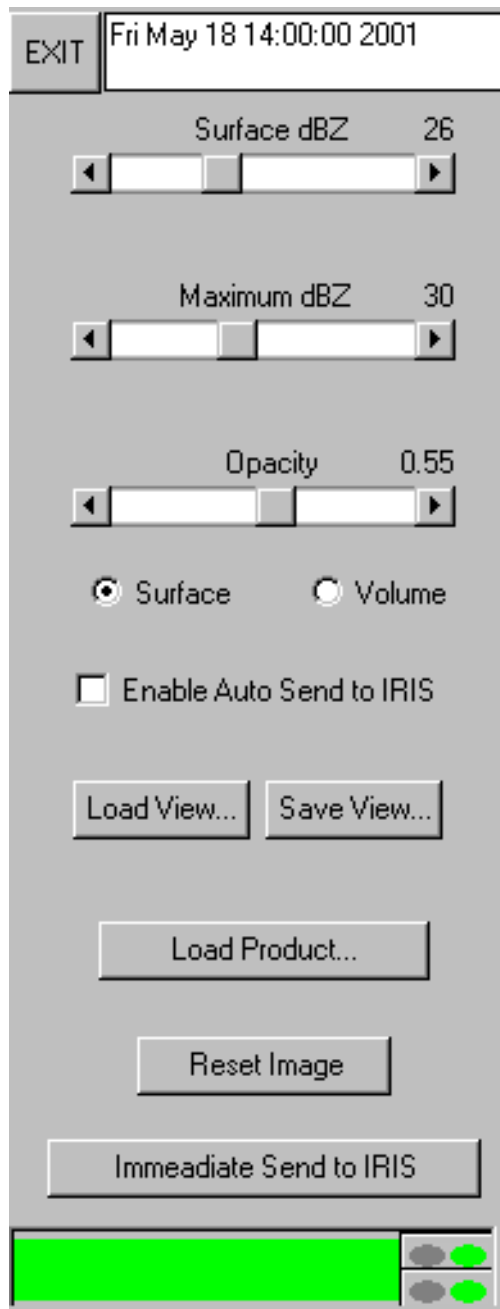 EXIT
Fri May 18 14:00:00 2001
Surface dBZ 26
Maximum dBZ 30
Opacity 0.55
Surface Volume
Enable Auto Send to IRIS
Load View... Save View...
Load Product...
Reset Image
Immeadiate Send to IRIS